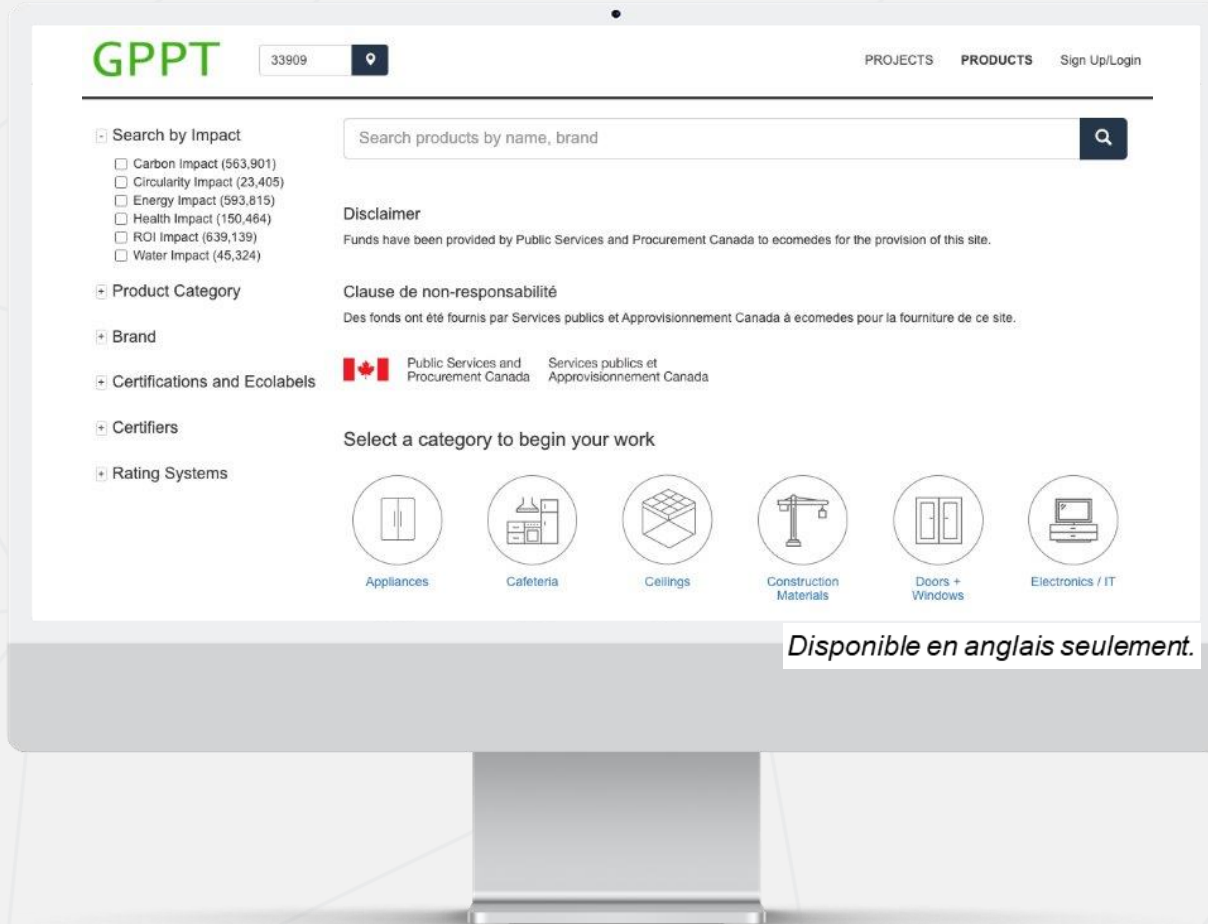 GPPT
33909
PROJECTS PRODUCTS Sign Up/Login
- Search by Impact
Carbon Impact (563,901)
Circularity Impact (23,405)
Energy Impact (593,815)
Health Impact (150,464)
ROI Impact (639,139)
Water Impact (45,324)
+ Product Category
+ Brand
+ Certifications and Ecolabels
+ Certifiers
+ Rating Systems
Search products by name, brand
Disclaimer
Funds have been provided by Public Services and Procurement Canada to ecomedes for the provision of this site.
Clause de non-responsabilité
Des fonds ont été fournis par Services publics et Approvisionnement Canada à ecomedes pour la fourniture de ce site.
Public Services and
Procurement Canada
Services publics et
Approvisionnement Canada
Select a category to begin your work
Appliances
Cafeteria
Ceilings
Construction
Materials
Doors +
Windows
Electronics / IT
Disponible en anglais seulement.